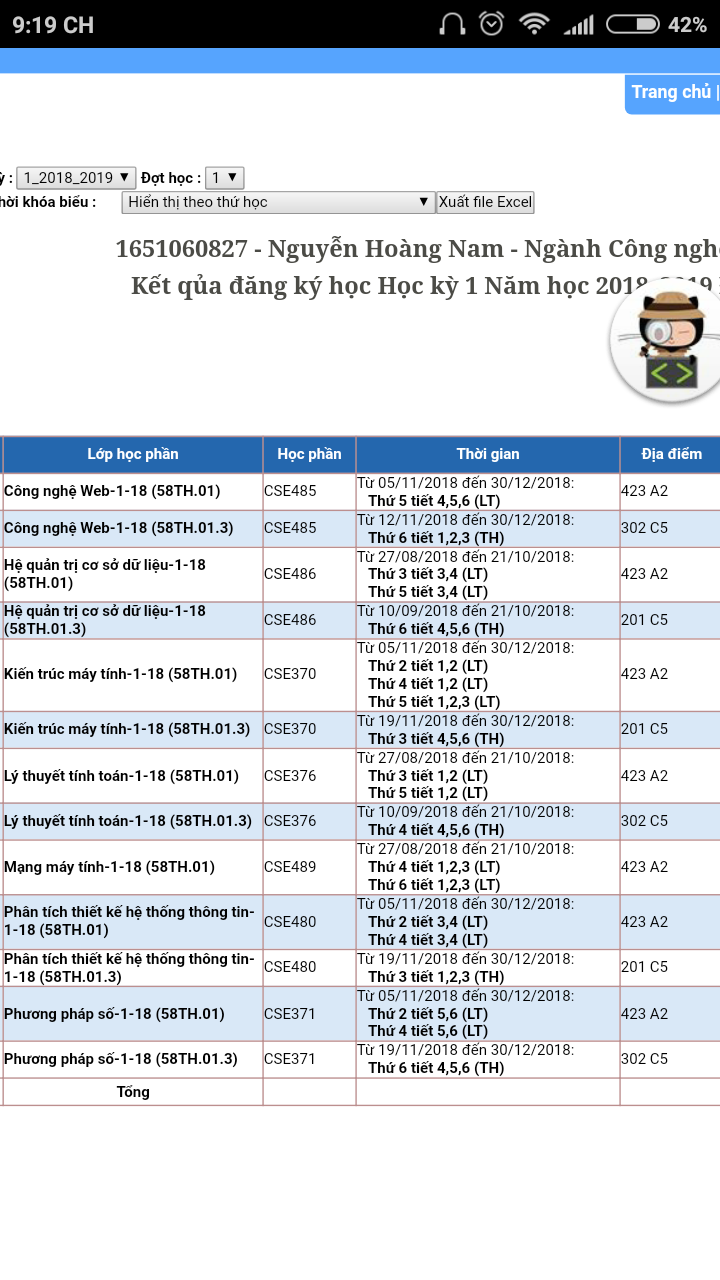 9:19 CH
42%
Trang chủ |
ỳ : 1_2018_2019 ▼ Đợt học : 1 ▼
hời khóa biểu : Hiển thị theo thứ học ▼ Xuất file Excel
1651060827 - Nguyễn Hoàng Nam - Ngành Công ngh
Kết qủa đăng ký học Học kỳ 1 Năm học 2018-2019
< >
Lớp học phần Học phần Thời gian Địa điểm
Công nghệ Web-1-18 (58TH.01) CSE485 Từ 05/11/2018 đến 30/12/2018: 423 A2
Thứ 5 tiết 4,5,6 (LT)
Công nghệ Web-1-18 (58TH.01.3) CSE485 Từ 12/11/2018 đến 30/12/2018: 302 C5
Thứ 6 tiết 1,2,3 (TH)
Hệ quản trị cơ sở dữ liệu-1-18 CSE486 Từ 27/08/2018 đến 21/10/2018: 423 A2
(58TH.01) Thứ 3 tiết 3,4 (LT)
Thứ 5 tiết 3,4 (LT)
Hệ quản trị cơ sở dữ liệu-1-18 CSE486 Từ 10/09/2018 đến 21/10/2018: 201 C5
(58TH.01.3) Thứ 6 tiết 4,5,6 (TH)
Kiến trúc máy tính-1-18 (58TH.01) CSE370 Từ 05/11/2018 đến 30/12/2018: 423 A2
Thứ 2 tiết 1,2 (LT)
Thứ 4 tiết 1,2 (LT)
Thứ 5 tiết 1,2,3 (LT)
Kiến trúc máy tính-1-18 (58TH.01.3) CSE370 Từ 19/11/2018 đến 30/12/2018: 201 C5
Thứ 3 tiết 4,5,6 (TH)
Lý thuyết tính toán-1-18 (58TH.01) CSE376 Từ 27/08/2018 đến 21/10/2018: 423 A2
Thứ 3 tiết 1,2 (LT)
Thứ 5 tiết 1,2 (LT)
Lý thuyết tính toán-1-18 (58TH.01.3) CSE376 Từ 10/09/2018 đến 21/10/2018: 302 C5
Thứ 4 tiết 4,5,6 (TH)
Mạng máy tính-1-18 (58TH.01) CSE489 Từ 27/08/2018 đến 21/10/2018: 423 A2
Thứ 4 tiết 1,2,3 (LT)
Thứ 6 tiết 1,2,3 (LT)
Phân tích thiết kế hệ thống thông tin- CSE480 Từ 05/11/2018 đến 30/12/2018: 423 A2
1-18 (58TH.01) Thứ 2 tiết 3,4 (LT)
Thứ 4 tiết 3,4 (LT)
Phân tích thiết kế hệ thống thông tin- CSE480 Từ 19/11/2018 đến 30/12/2018: 201 C5
1-18 (58TH.01.3) Thứ 3 tiết 1,2,3 (TH)
Phương pháp số-1-18 (58TH.01) CSE371 Từ 05/11/2018 đến 30/12/2018: 423 A2
Thứ 2 tiết 5,6 (LT)
Thứ 4 tiết 5,6 (LT)
Phương pháp số-1-18 (58TH.01.3) CSE371 Từ 19/11/2018 đến 30/12/2018: 302 C5
Thứ 6 tiết 4,5,6 (TH)
Tổng